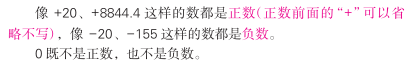 像 +20、+8844.4 这样的数都是正数(正数前面的“+”可以省
略不写)，像 -20、-155 这样的数都是负数。
0 既不是正数，也不是负数。